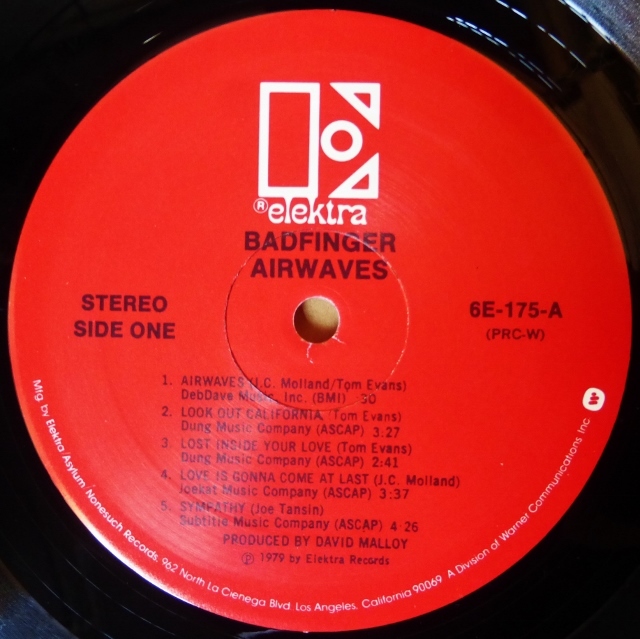 ® elektra
BADFINGER
AIRWAVES
STEREO
SIDE ONE
6E-175-A
(PRC-W)
1. AIRWAVES (J.C. Molland/Tom Evans)
DebDave Music, Inc. (BMI) :30
2. LOOK OUT CALIFORNIA (Tom Evans)
Dung Music Company (ASCAP) 3:27
3. LOST INSIDE YOUR LOVE (Tom Evans)
Dung Music Company (ASCAP) 2:41
4. LOVE IS GONNA COME AT LAST (J.C. Molland)
Joekat Music Company (ASCAP) 3:37
5. SYMPATHY (Joe Tansin)
Subtitle Music Company (ASCAP) 4:26
PRODUCED BY DAVID MALLOY
℗ 1979 by Elektra Records
Mfg. by Elektra/Asylum/Nonesuch Records, 962 North La Cienega Blvd. Los Angeles, California 90069 A Division of Warner Communications Inc.